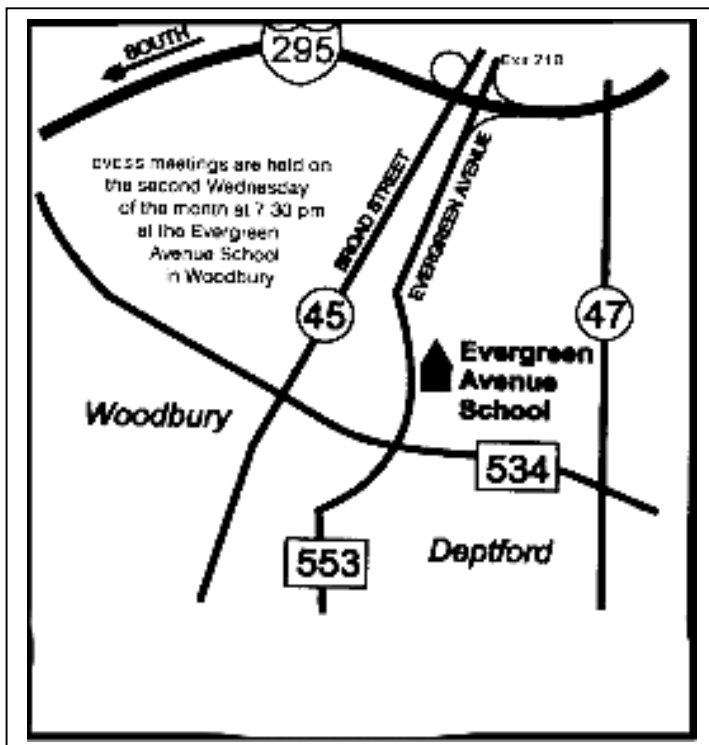 SOUTH
295
Exit
meetings are held on
the second Wednesday
of the month at 7 30 pm
at the Evergreen
Avenue School
in Woodbury
BROAD STREET
EVERGREEN AVENUE
45
47
Evergreen
Avenue
School
Woodbury
534
553
Deptford